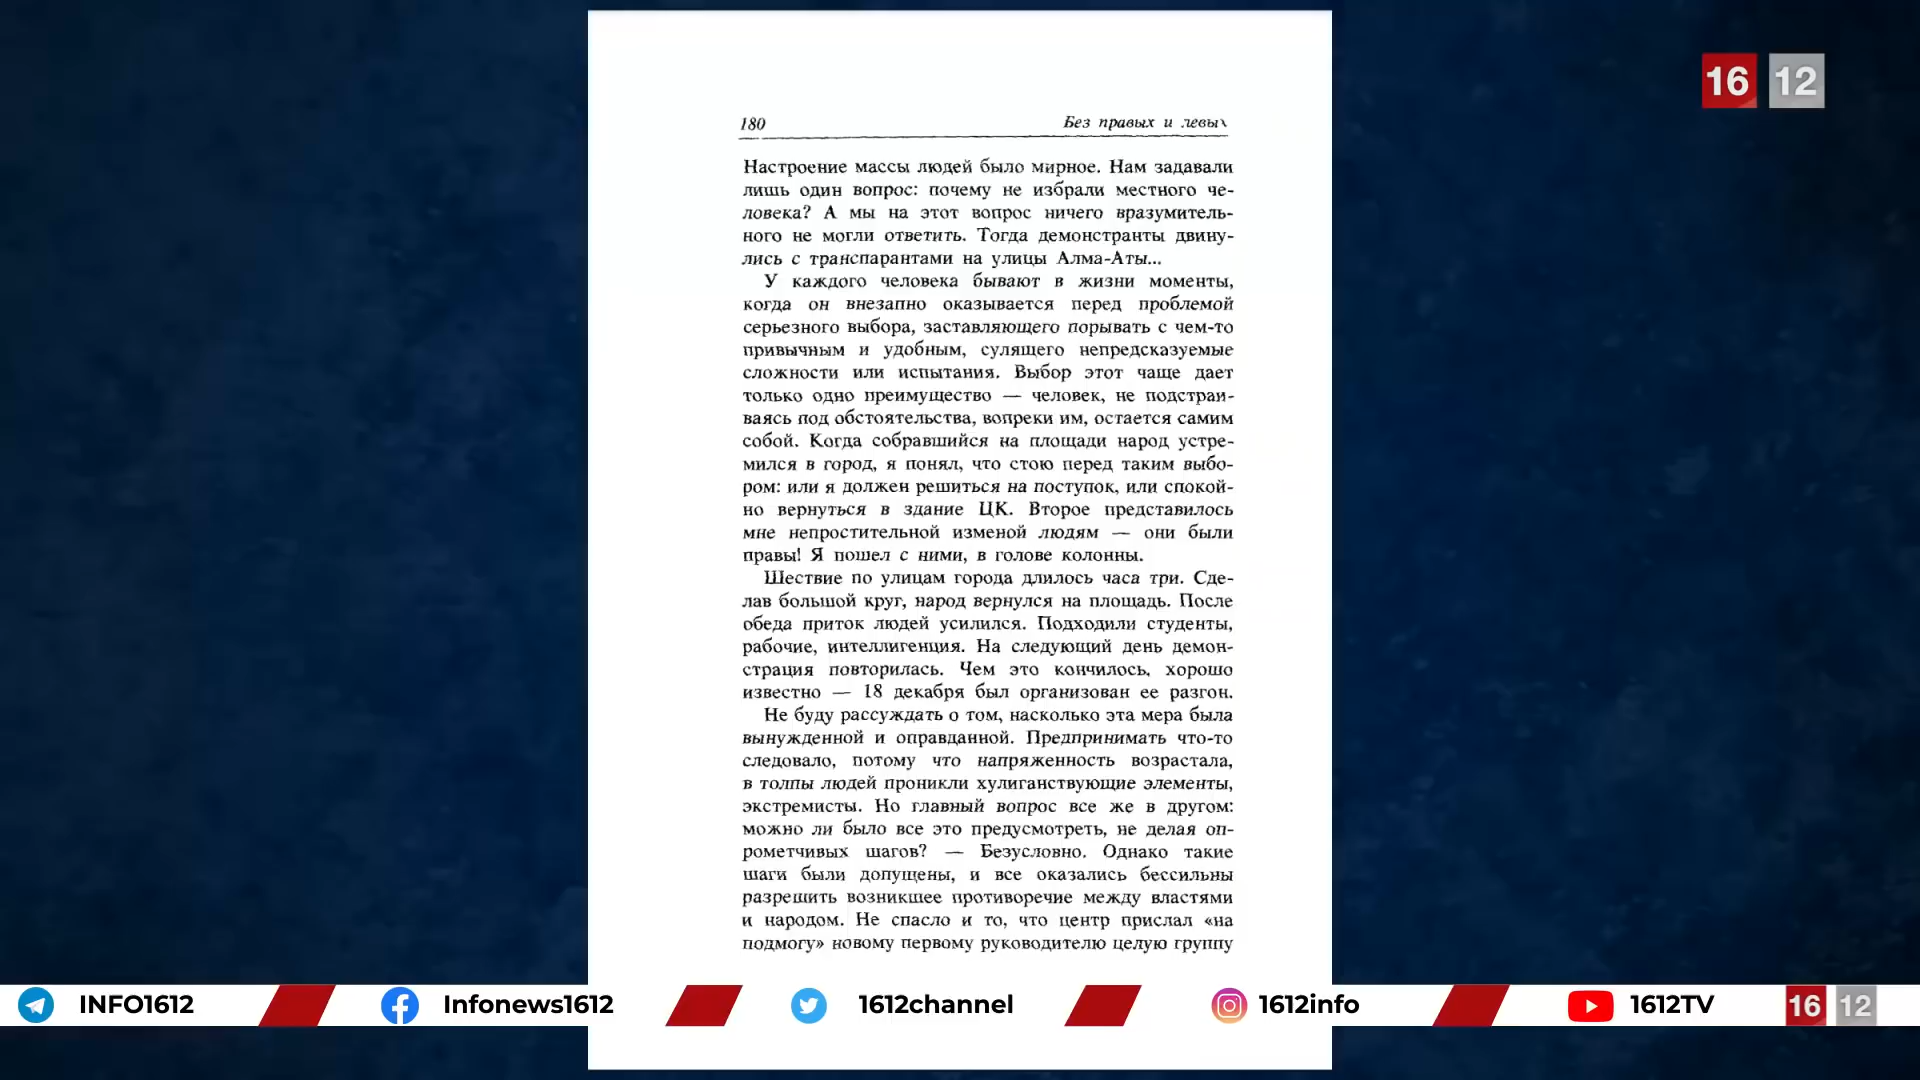 16 12
180 Без правых и левых
Настроение массы людей было мирное. Нам задавали
лишь один вопрос: почему не избрали местного че-
ловека? А мы на этот вопрос ничего вразумитель-
ного не могли ответить. Тогда демонстранты двину-
лись с транспарантами на улицы Алма-Аты...
У каждого человека бывают в жизни моменты,
когда он внезапно оказывается перед проблемой
серьезного выбора, заставляющего порывать с чем-то
привычным и удобным, сулящего непредсказуемые
сложности или испытания. Выбор этот чаще дает
только одно преимущество — человек, не подстраи-
ваясь под обстоятельства, вопреки им, остается самим
собой. Когда собравшийся на площади народ устре-
мился в город, я понял, что стою перед таким выбо-
ром: или я должен решиться на поступок, или спокой-
но вернуться в здание ЦК. Второе представилось
мне непростительной изменой людям — они были
правы! Я пошел с ними, в голове колонны.
Шествие по улицам города длилось часа три. Сде-
лав большой круг, народ вернулся на площадь. После
обеда приток людей усилился. Подходили студенты,
рабочие, интеллигенция. На следующий день демон-
страция повторилась. Чем это кончилось, хорошо
известно — 18 декабря был организован ее разгон.
Не буду рассуждать о том, насколько эта мера была
вынужденной и оправданной. Предпринимать что-то
следовало, потому что напряженность возрастала,
в толпы людей проникли хулиганствующие элементы,
экстремисты. Но главный вопрос все же в другом:
можно ли было все это предусмотреть, не делая оп-
рометчивых шагов? — Безусловно. Однако такие
шаги были допущены, и все оказались бессильны
разрешить возникшее противоречие между властями
и народом. Не спасло и то, что центр прислал «на
подмогу» новому первому руководителю целую группу
INFO1612 Infonews1612 1612channel 1612info 1612TV 16 12